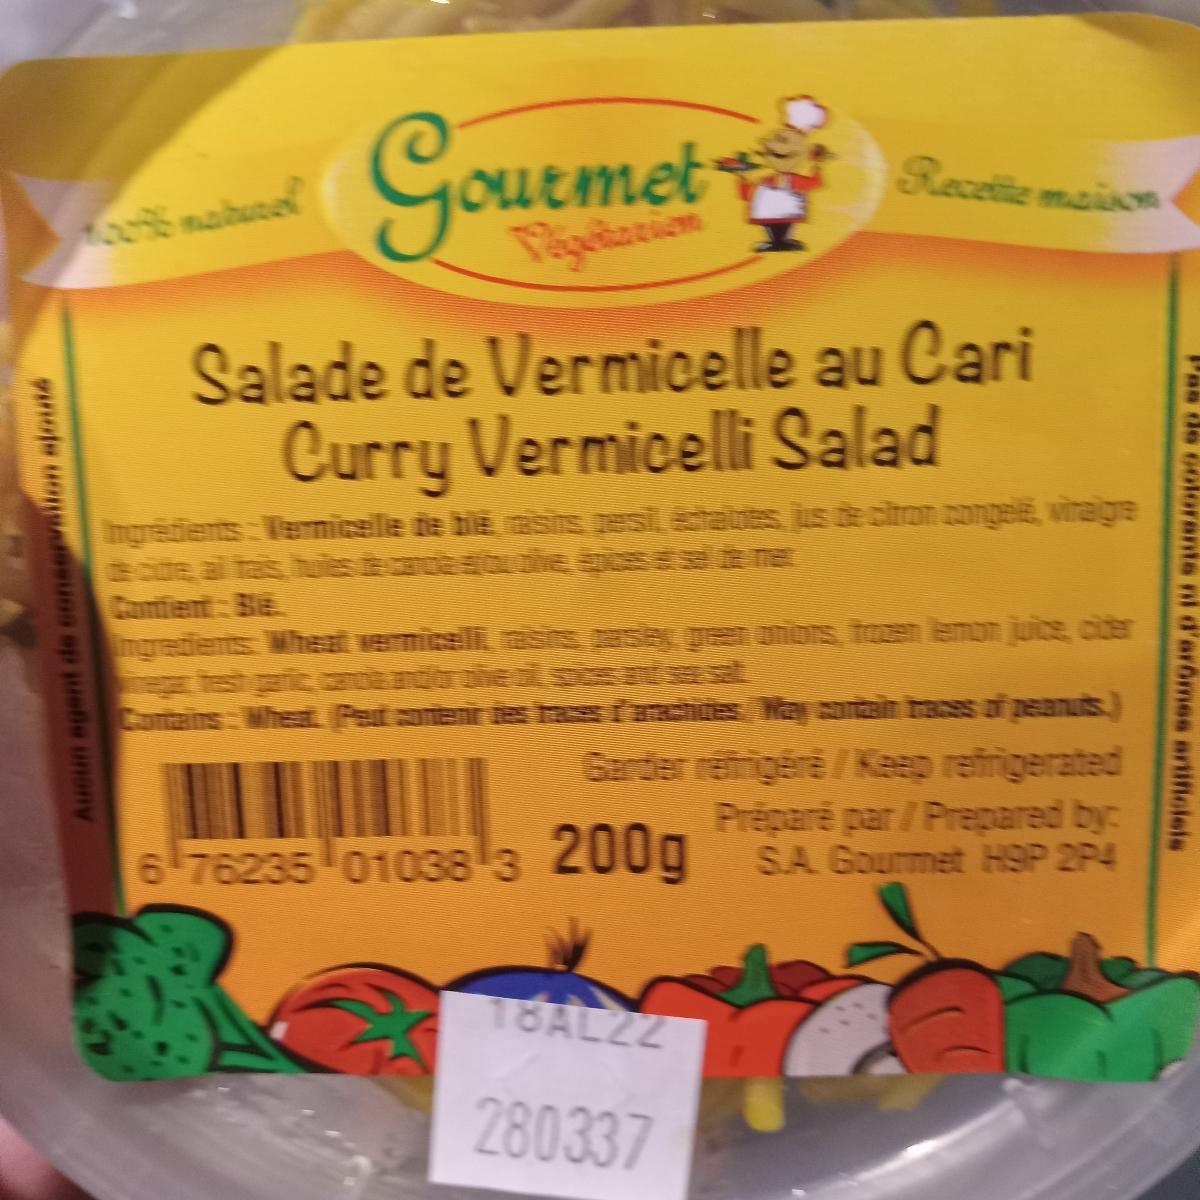 100% naturel
Gourmet
Végétarien
Recette maison
Salade de Vermicelle au Cari
Curry Vermicelli Salad
Ingrédients : Vermicelle de blé, raisins, persil, échalotes, jus de citron congelé, vinaigre
de cidre, ail frais, huiles de canola et/ou olive, épices et sel de mer
Contient : Blé.
Ingredients: Wheat vermicelli, raisins, parsley, green onions, frozen lemon juice, cider
vinegar, fresh garlic, canola and/or olive oil, spices and sea salt.
Contains : Wheat. (Peut contenir des traces d'arachides / May contain traces of peanuts.)
Garder réfrigéré / Keep refrigerated
Préparé par / Prepared by:
S.A. Gourmet H9P 2P4
200g
6 76235 01038 3
Aucun agent de conservation ajouté
Pas de colorants ni d'arômes artificiels
18AL22
280337